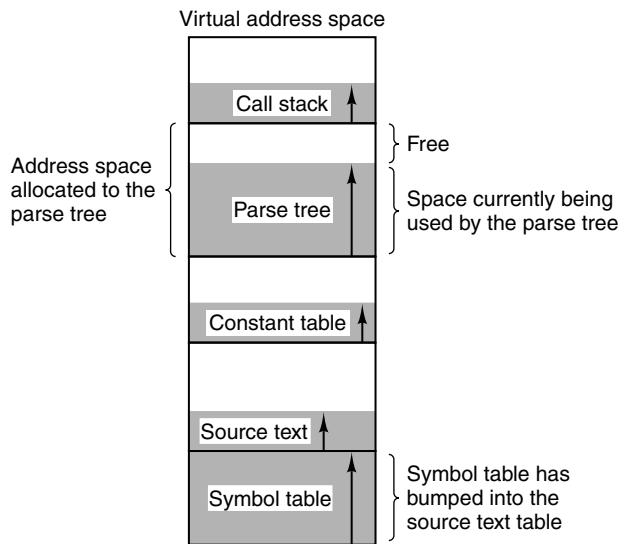 Virtual address space
Call stack
Free
Address space
allocated to the
parse tree
Parse tree
Space currently being
used by the parse tree
Constant table
Source text
Symbol table
Symbol table has
bumped into the
source text table